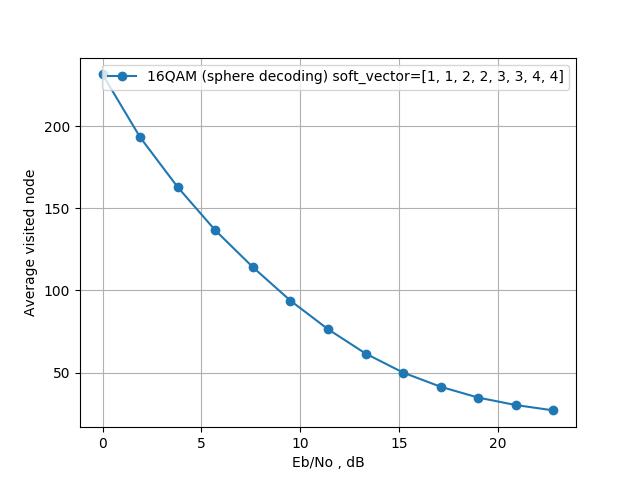 16QAM (sphere decoding) soft_vector=[1, 1, 2, 2, 3, 3, 4, 4]
200
150
100
50
Average visited node
0 5 10 15 20
Eb/No , dB